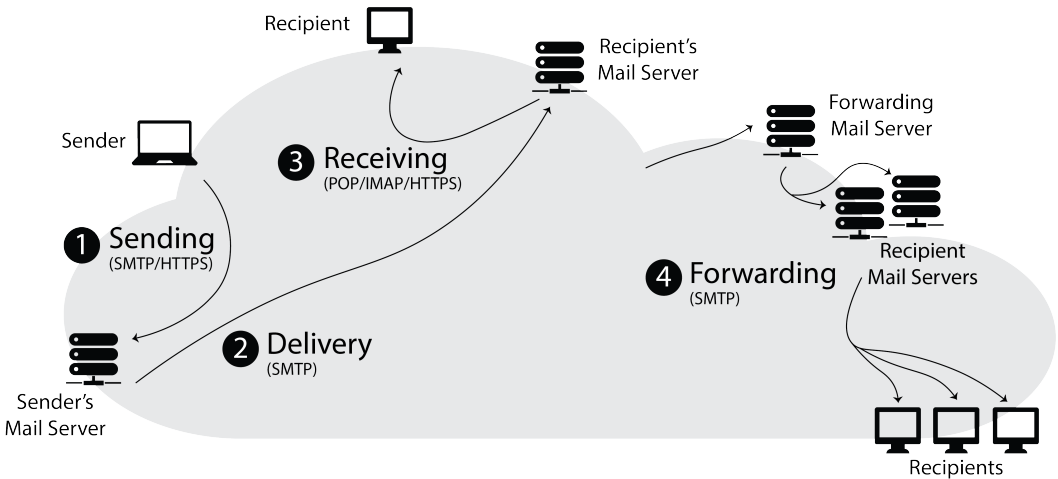 Recipient
Recipient's
Mail Server
Sender
Forwarding
Mail Server
3 Receiving
(POP/IMAP/HTTPS)
1 Sending
(SMTP/HTTPS)
Recipient
Mail Servers
4 Forwarding
(SMTP)
2 Delivery
(SMTP)
Sender's
Mail Server
Recipients